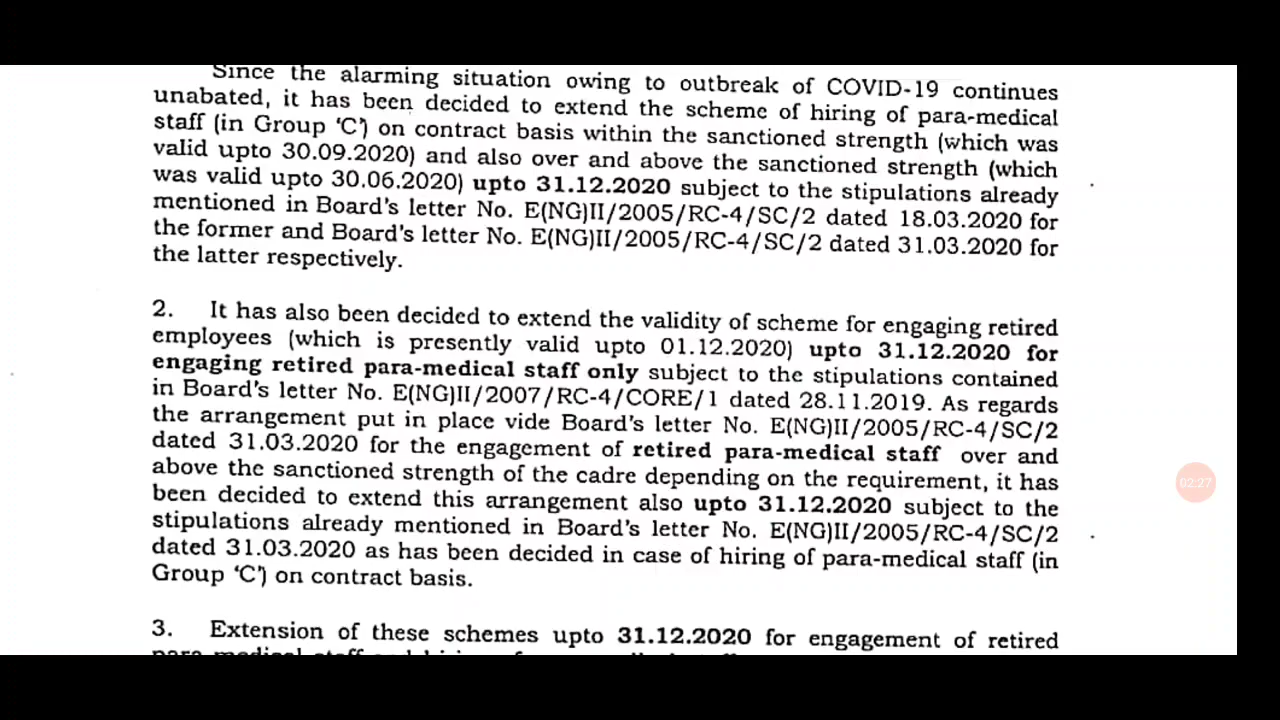 Since the alarming situation owing to outbreak of COVID-19 continues
unabated, it has been decided to extend the scheme of hiring of para-medical
staff (in Group 'C') on contract basis within the sanctioned strength (which was
valid upto 30.09.2020) and also over and above the sanctioned strength (which
was valid upto 30.06.2020) upto 31.12.2020 subject to the stipulations already
mentioned in Board's letter No. E(NG)II/2005/RC-4/SC/2 dated 18.03.2020 for
the former and Board's letter No. E(NG)II/2005/RC-4/SC/2 dated 31.03.2020 for
the latter respectively.
2. It has also been decided to extend the validity of scheme for engaging retired
employees (which is presently valid upto 01.12.2020) upto 31.12.2020 for
engaging retired para-medical staff only subject to the stipulations contained
in Board's letter No. E(NG)II/2007/RC-4/CORE/1 dated 28.11.2019. As regards
the arrangement put in place vide Board's letter No. E(NG)II/2005/RC-4/SC/2
dated 31.03.2020 for the engagement of retired para-medical staff over and
above the sanctioned strength of the cadre depending on the requirement, it has
been decided to extend this arrangement also upto 31.12.2020 subject to the
stipulations already mentioned in Board's letter No. E(NG)II/2005/RC-4/SC/2
dated 31.03.2020 as has been decided in case of hiring of para-medical staff (in
Group 'C') on contract basis.
3. Extension of these schemes upto 31.12.2020 for engagement of retired
02:27